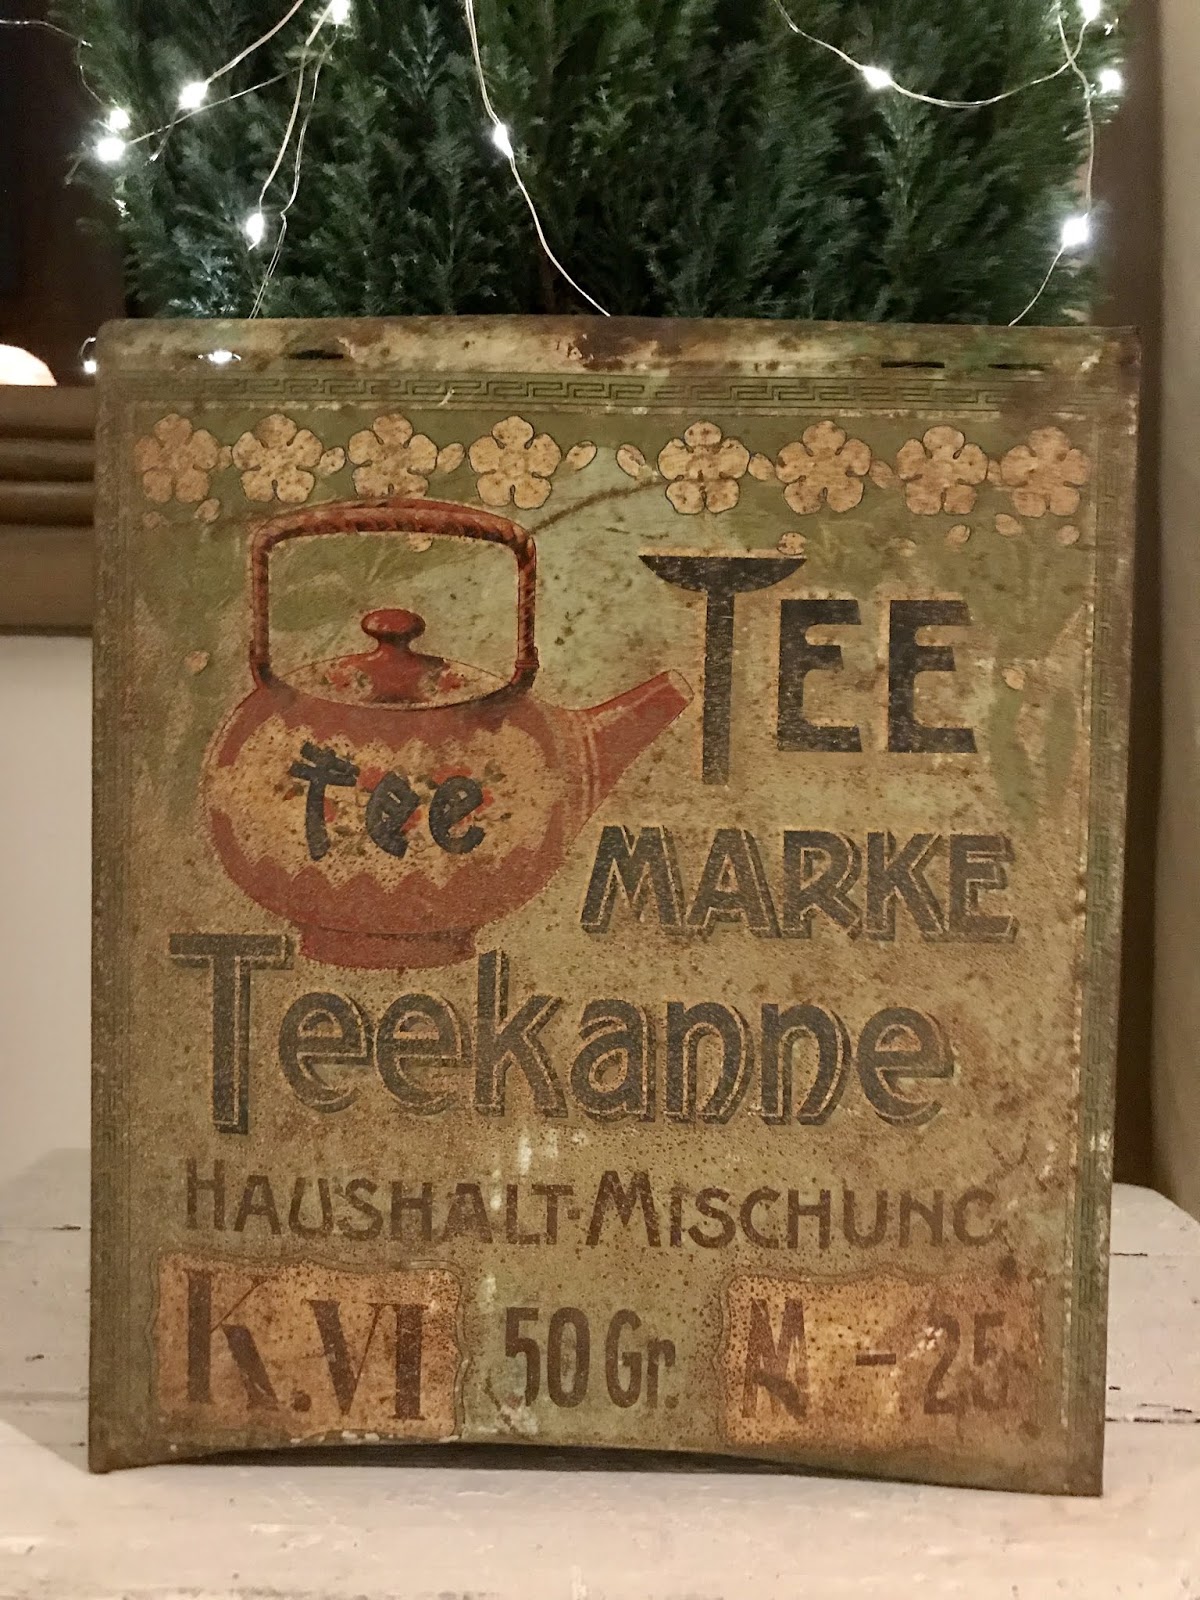 TEE
Tee
MARKE
Teekanne
HAUSHALT-MISCHUNG
K.VI 50 Gr. M - 25